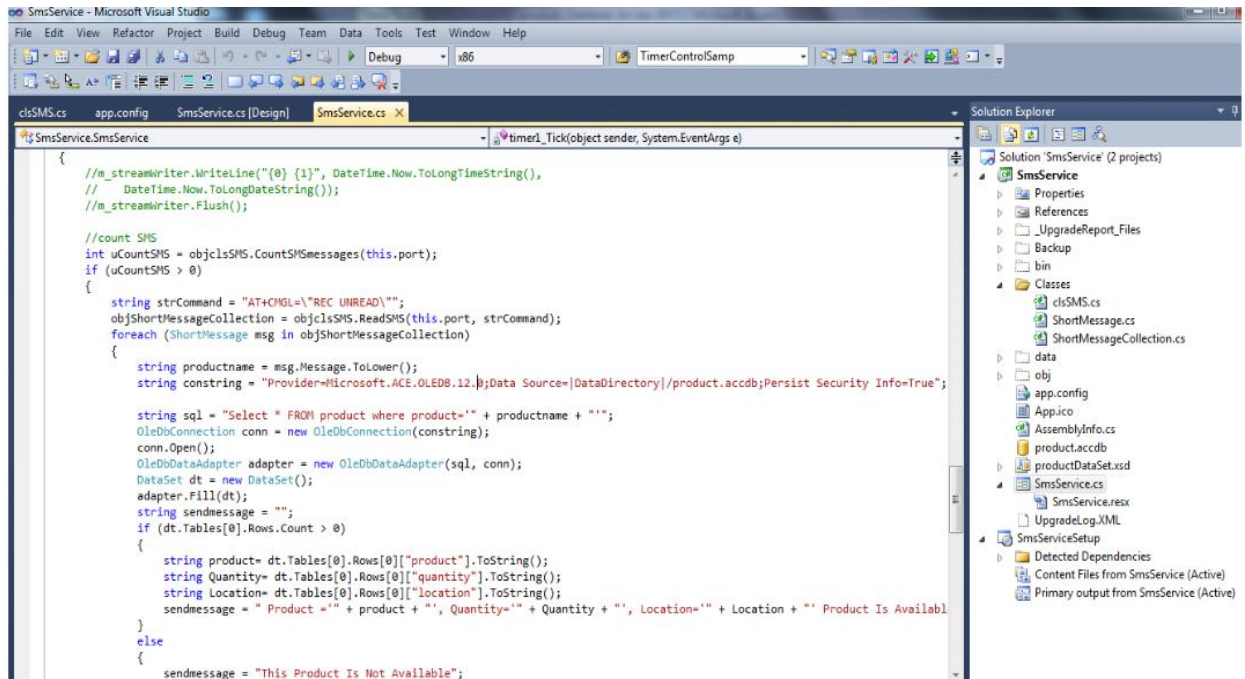 SmsService - Microsoft Visual Studio
File Edit View Refactor Project Build Debug Team Data Tools Test Window Help
Debug x86 TimerControlSamp
clsSMS.cs app.config SmsService.cs [Design] SmsService.cs
SmsService.SmsService timer1_Tick(object sender, System.EventArgs e)
{
//m_streamWriter.WriteLine("{0} {1}", DateTime.Now.ToLongTimeString(),
// DateTime.Now.ToLongDateString());
//m_streamWriter.Flush();
//count SMS
int uCountSMS = objclsSMS.CountSMSmessages(this.port);
if (uCountSMS > 0)
{
string strCommand = "AT+CMGL=\"REC UNREAD\"";
objShortMessageCollection = objclsSMS.ReadSMS(this.port, strCommand);
foreach (ShortMessage msg in objShortMessageCollection)
{
string productname = msg.Message.ToLower();
string constring = "Provider=Microsoft.ACE.OLEDB.12.0;Data Source=|DataDirectory|/product.accdb;Persist Security Info=True";
string sql = "Select * FROM product where product='" + productname + "'";
OleDbConnection conn = new OleDbConnection(constring);
conn.Open();
OleDbDataAdapter adapter = new OleDbDataAdapter(sql, conn);
DataSet dt = new DataSet();
adapter.Fill(dt);
string sendmessage = "";
if (dt.Tables[0].Rows.Count > 0)
{
string product= dt.Tables[0].Rows[0]["product"].ToString();
string Quantity= dt.Tables[0].Rows[0]["quantity"].ToString();
string Location= dt.Tables[0].Rows[0]["location"].ToString();
sendmessage = " Product ='" + product + "', Quantity='" + Quantity + "', Location='" + Location + "' Product Is Availabl
}
else
{
sendmessage = "This Product Is Not Available";
Solution Explorer
Solution 'SmsService' (2 projects)
SmsService
Properties
References
_UpgradeReport_Files
Backup
bin
Classes
clsSMS.cs
ShortMessage.cs
ShortMessageCollection.cs
data
obj
app.config
App.ico
AssemblyInfo.cs
product.accdb
productDataSet.xsd
SmsService.cs
SmsService.resx
UpgradeLog.XML
SmsServiceSetup
Detected Dependencies
Content Files from SmsService (Active)
Primary output from SmsService (Active)